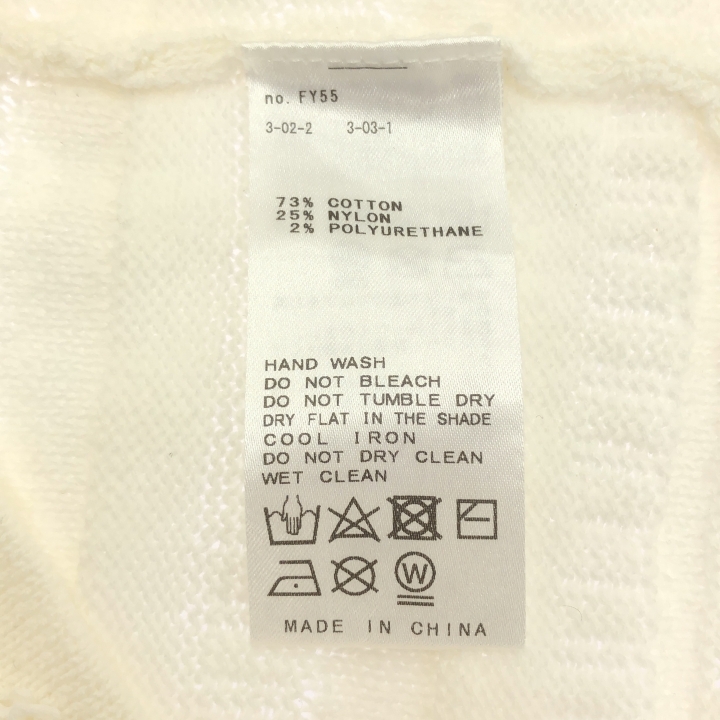 no. FY55
3-02-2 3-03-1
73% COTTON
25% NYLON
2% POLYURETHANE
HAND WASH
DO NOT BLEACH
DO NOT TUMBLE DRY
DRY FLAT IN THE SHADE
COOL IRON
DO NOT DRY CLEAN
WET CLEAN
W
MADE IN CHINA